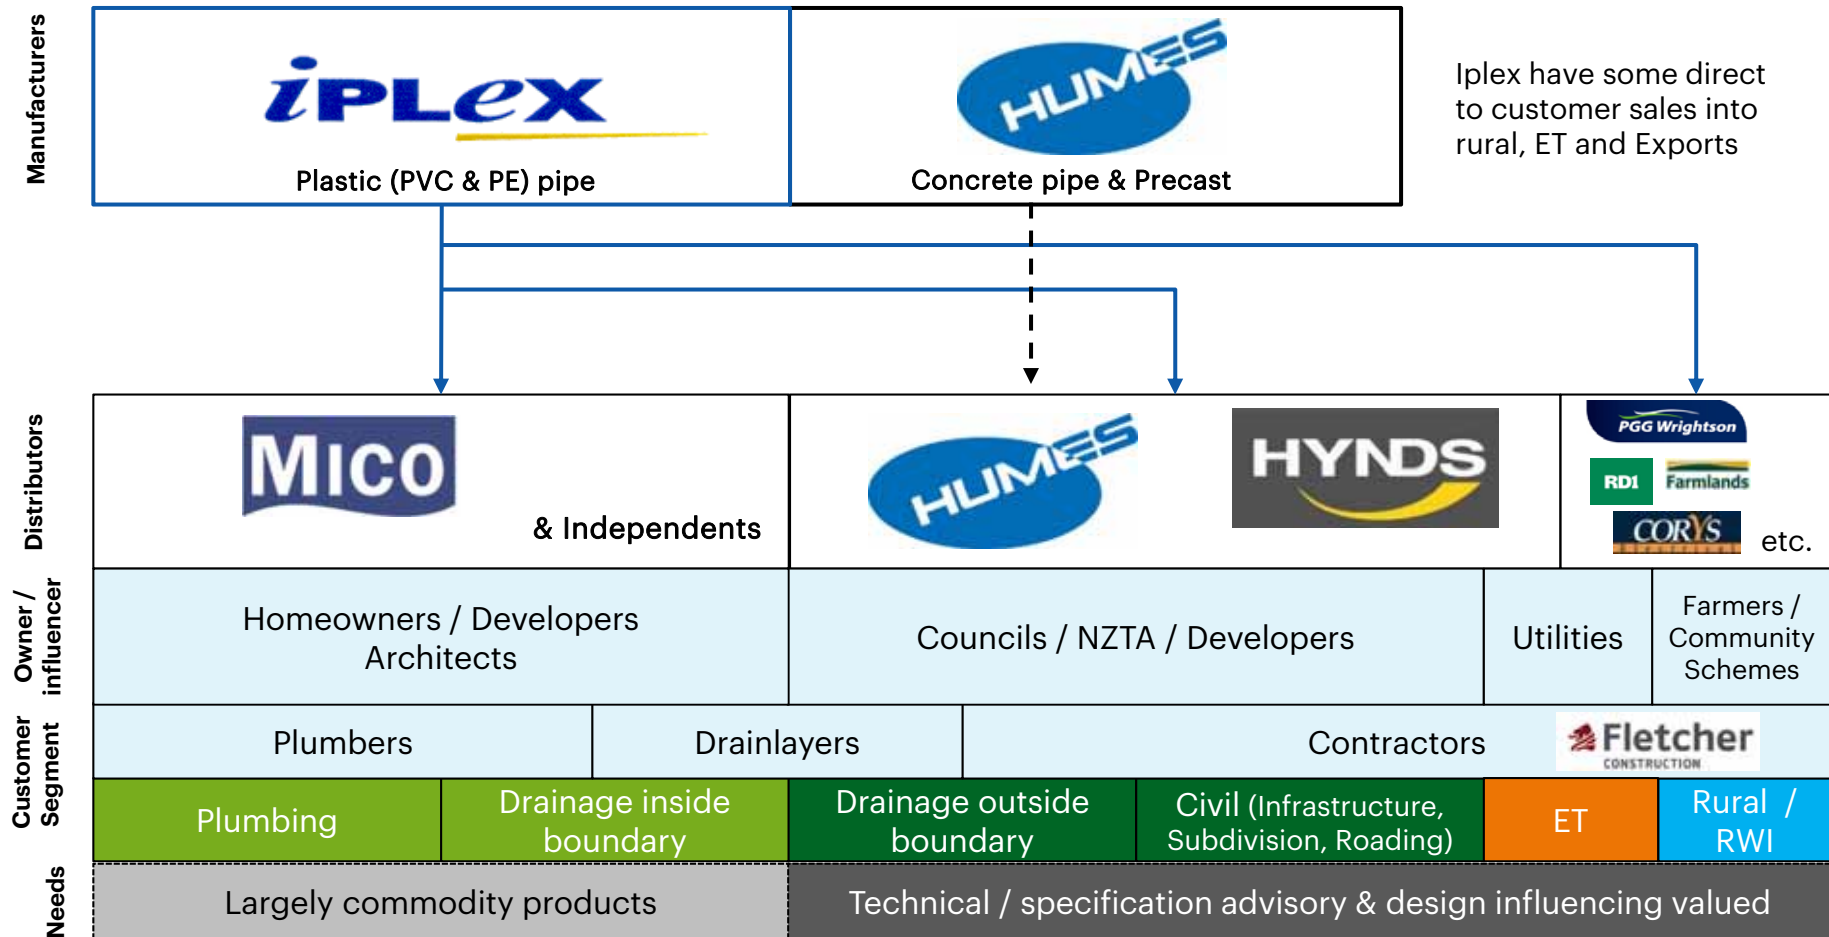 Manufacturers
iPLex
Plastic (PVC & PE) pipe
HUMES
Concrete pipe & Precast
Iplex have some direct
to customer sales into
rural, ET and Exports
Distributors
MICO
& Independents
HUMES
HYNDS
PGG Wrightson
RD1
Farmlands
CORYS
etc.
Owner /
influencer
Homeowners / Developers
Architects
Councils / NZTA / Developers
Utilities
Farmers /
Community
Schemes
Customer
Segment
Plumbers
Drainlayers
Contractors
Fletcher
CONSTRUCTION
Plumbing
Drainage inside
boundary
Drainage outside
boundary
Civil (Infrastructure,
Subdivision, Roading)
ET
Rural /
RWI
Needs
Largely commodity products
Technical / specification advisory & design influencing valued